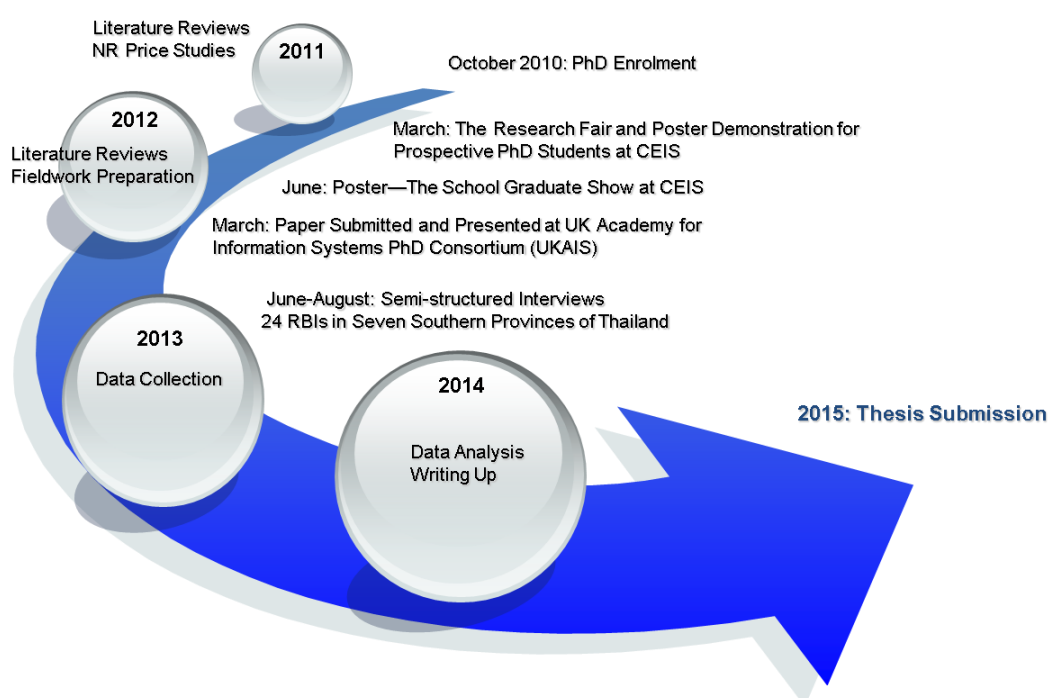 Literature Reviews
NR Price Studies
2011
October 2010: PhD Enrolment
2012
Literature Reviews
Fieldwork Preparation
March: The Research Fair and Poster Demonstration for
Prospective PhD Students at CEIS
June: Poster—The School Graduate Show at CEIS
March: Paper Submitted and Presented at UK Academy for
Information Systems PhD Consortium (UKAIS)
June-August: Semi-structured Interviews
24 RBIs in Seven Southern Provinces of Thailand
2013
Data Collection
2014
Data Analysis
Writing Up
2015: Thesis Submission